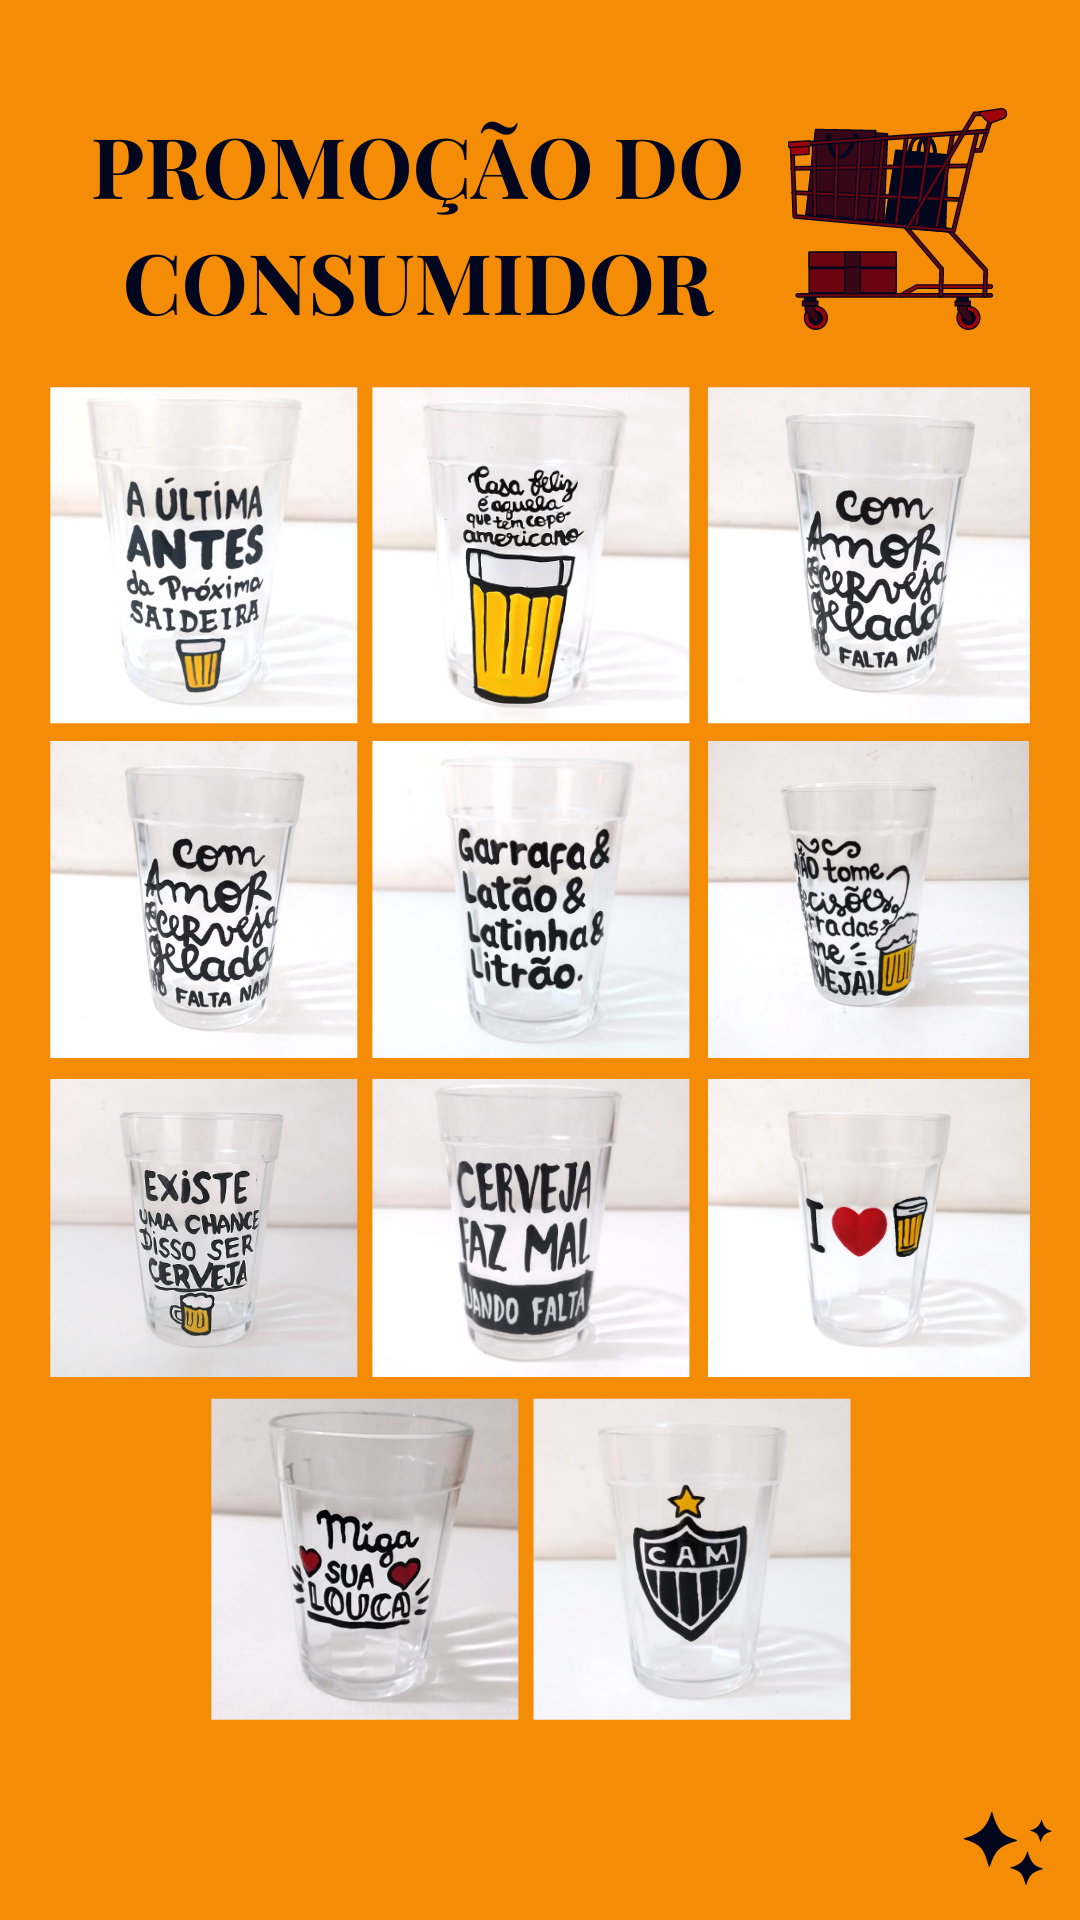 PROMOÇÃO DO
CONSUMIDOR
A ÚLTIMA
ANTES
da Próxima
SAIDEIRA
Casa feliz
é aquela
que tem copo
americano
com
AmoR
e ceRveja
gelada
FALTA
com
AmoR
e ceRveja
gelada
FALTA
Garrafa &
Latão &
Latinha &
Litrão.
NÃO tome
EXiSTE
UMA CHANCE
DiSSO SER
CERVEJA
CERVEJA
FAZ MAL
FALTA
I
Miga
SUA
LOUCA
CAM